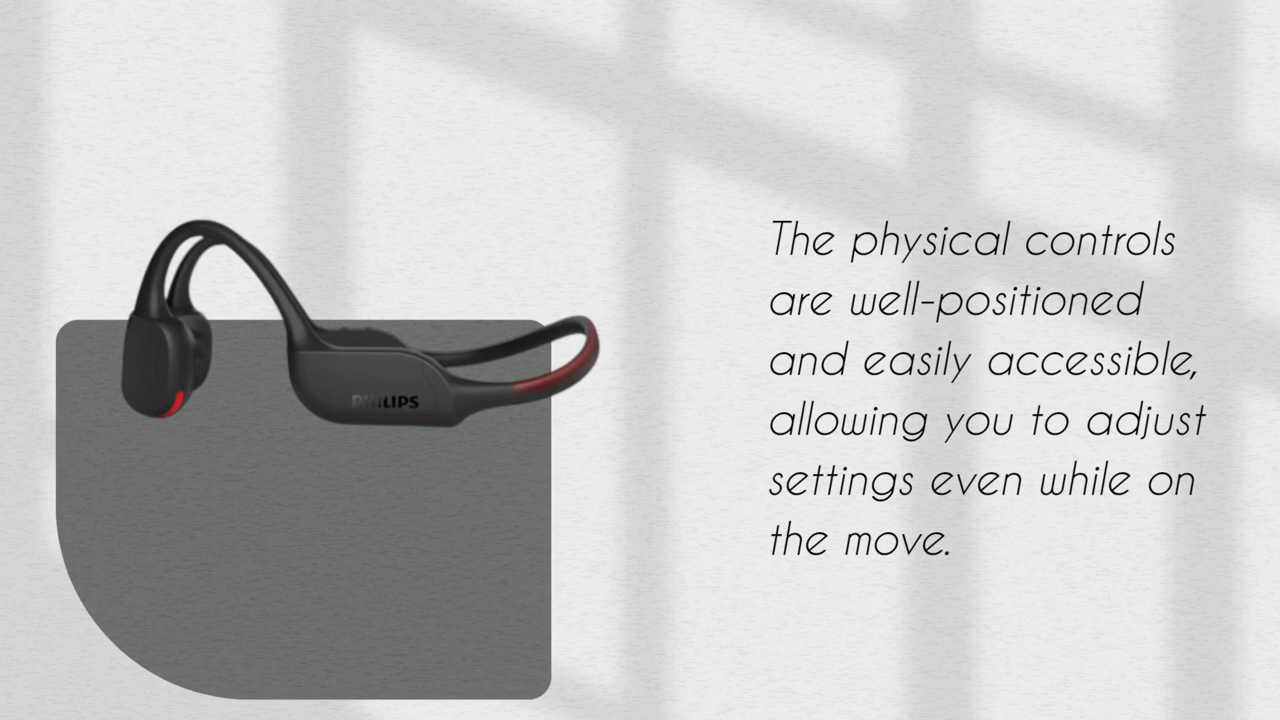 PHILIPS
The physical controls
are well-positioned
and easily accessible,
allowing you to adjust
settings even while on
the move.